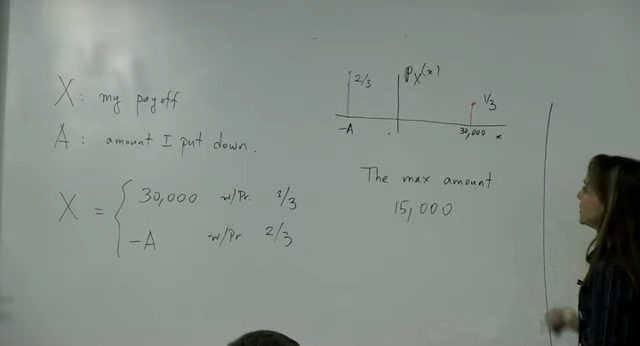 X : my payoff
A : amount I put down.
X = { 30,000 w/Pr. 1/3
-A w/Pr 2/3
2/3
Px(x)
1/3
-A
30,000 x
The max amount
15,000